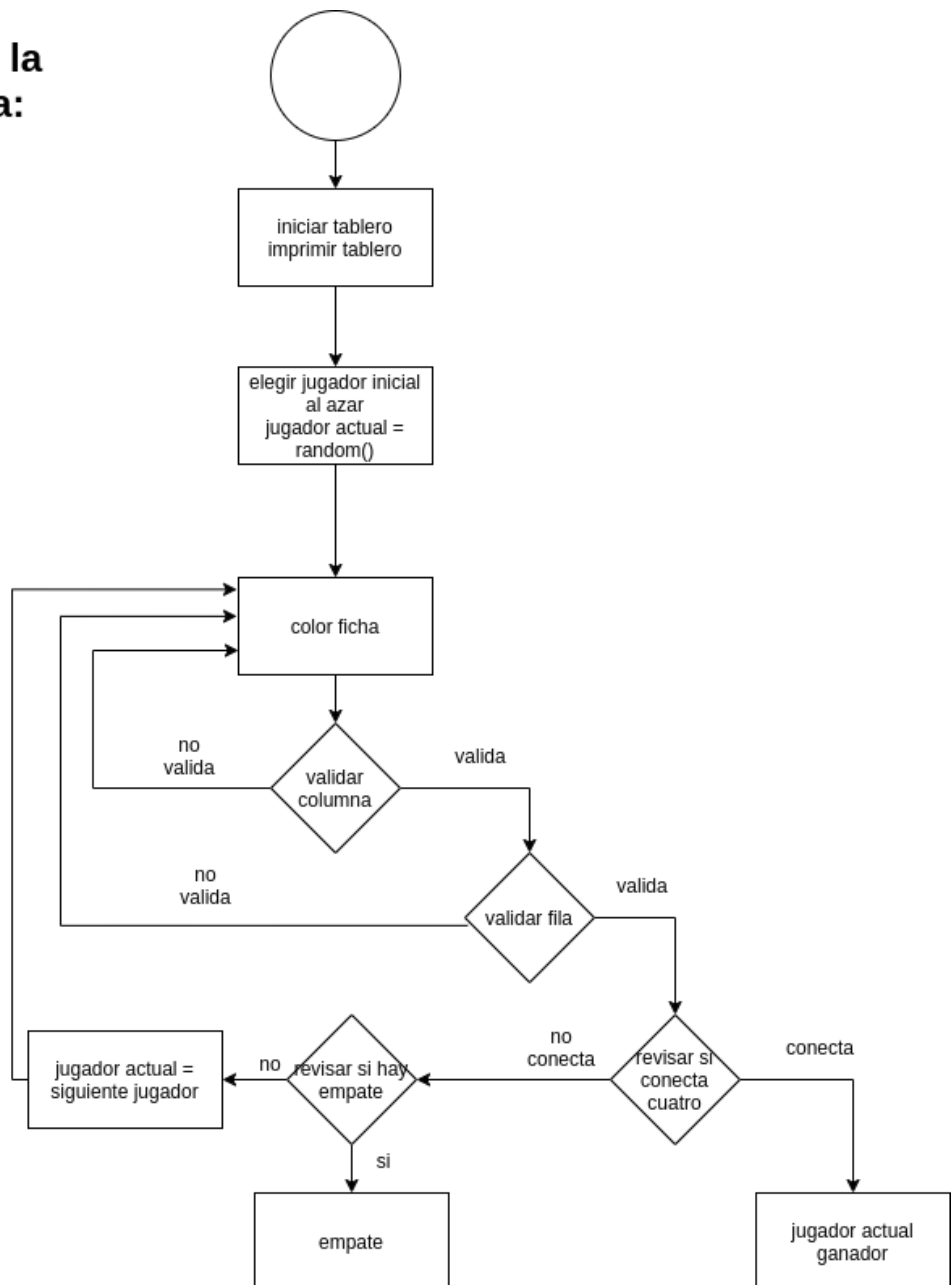 la
a:
iniciar tablero
imprimir tablero
elegir jugador inicial
al azar
jugador actual =
random()
color ficha
no
valida
validar
columna
valida
no
valida
validar fila
valida
jugador actual =
siguiente jugador
no
revisar si hay
empate
no
conecta
revisar si
conecta
cuatro
conecta
si
empate
jugador actual
ganador